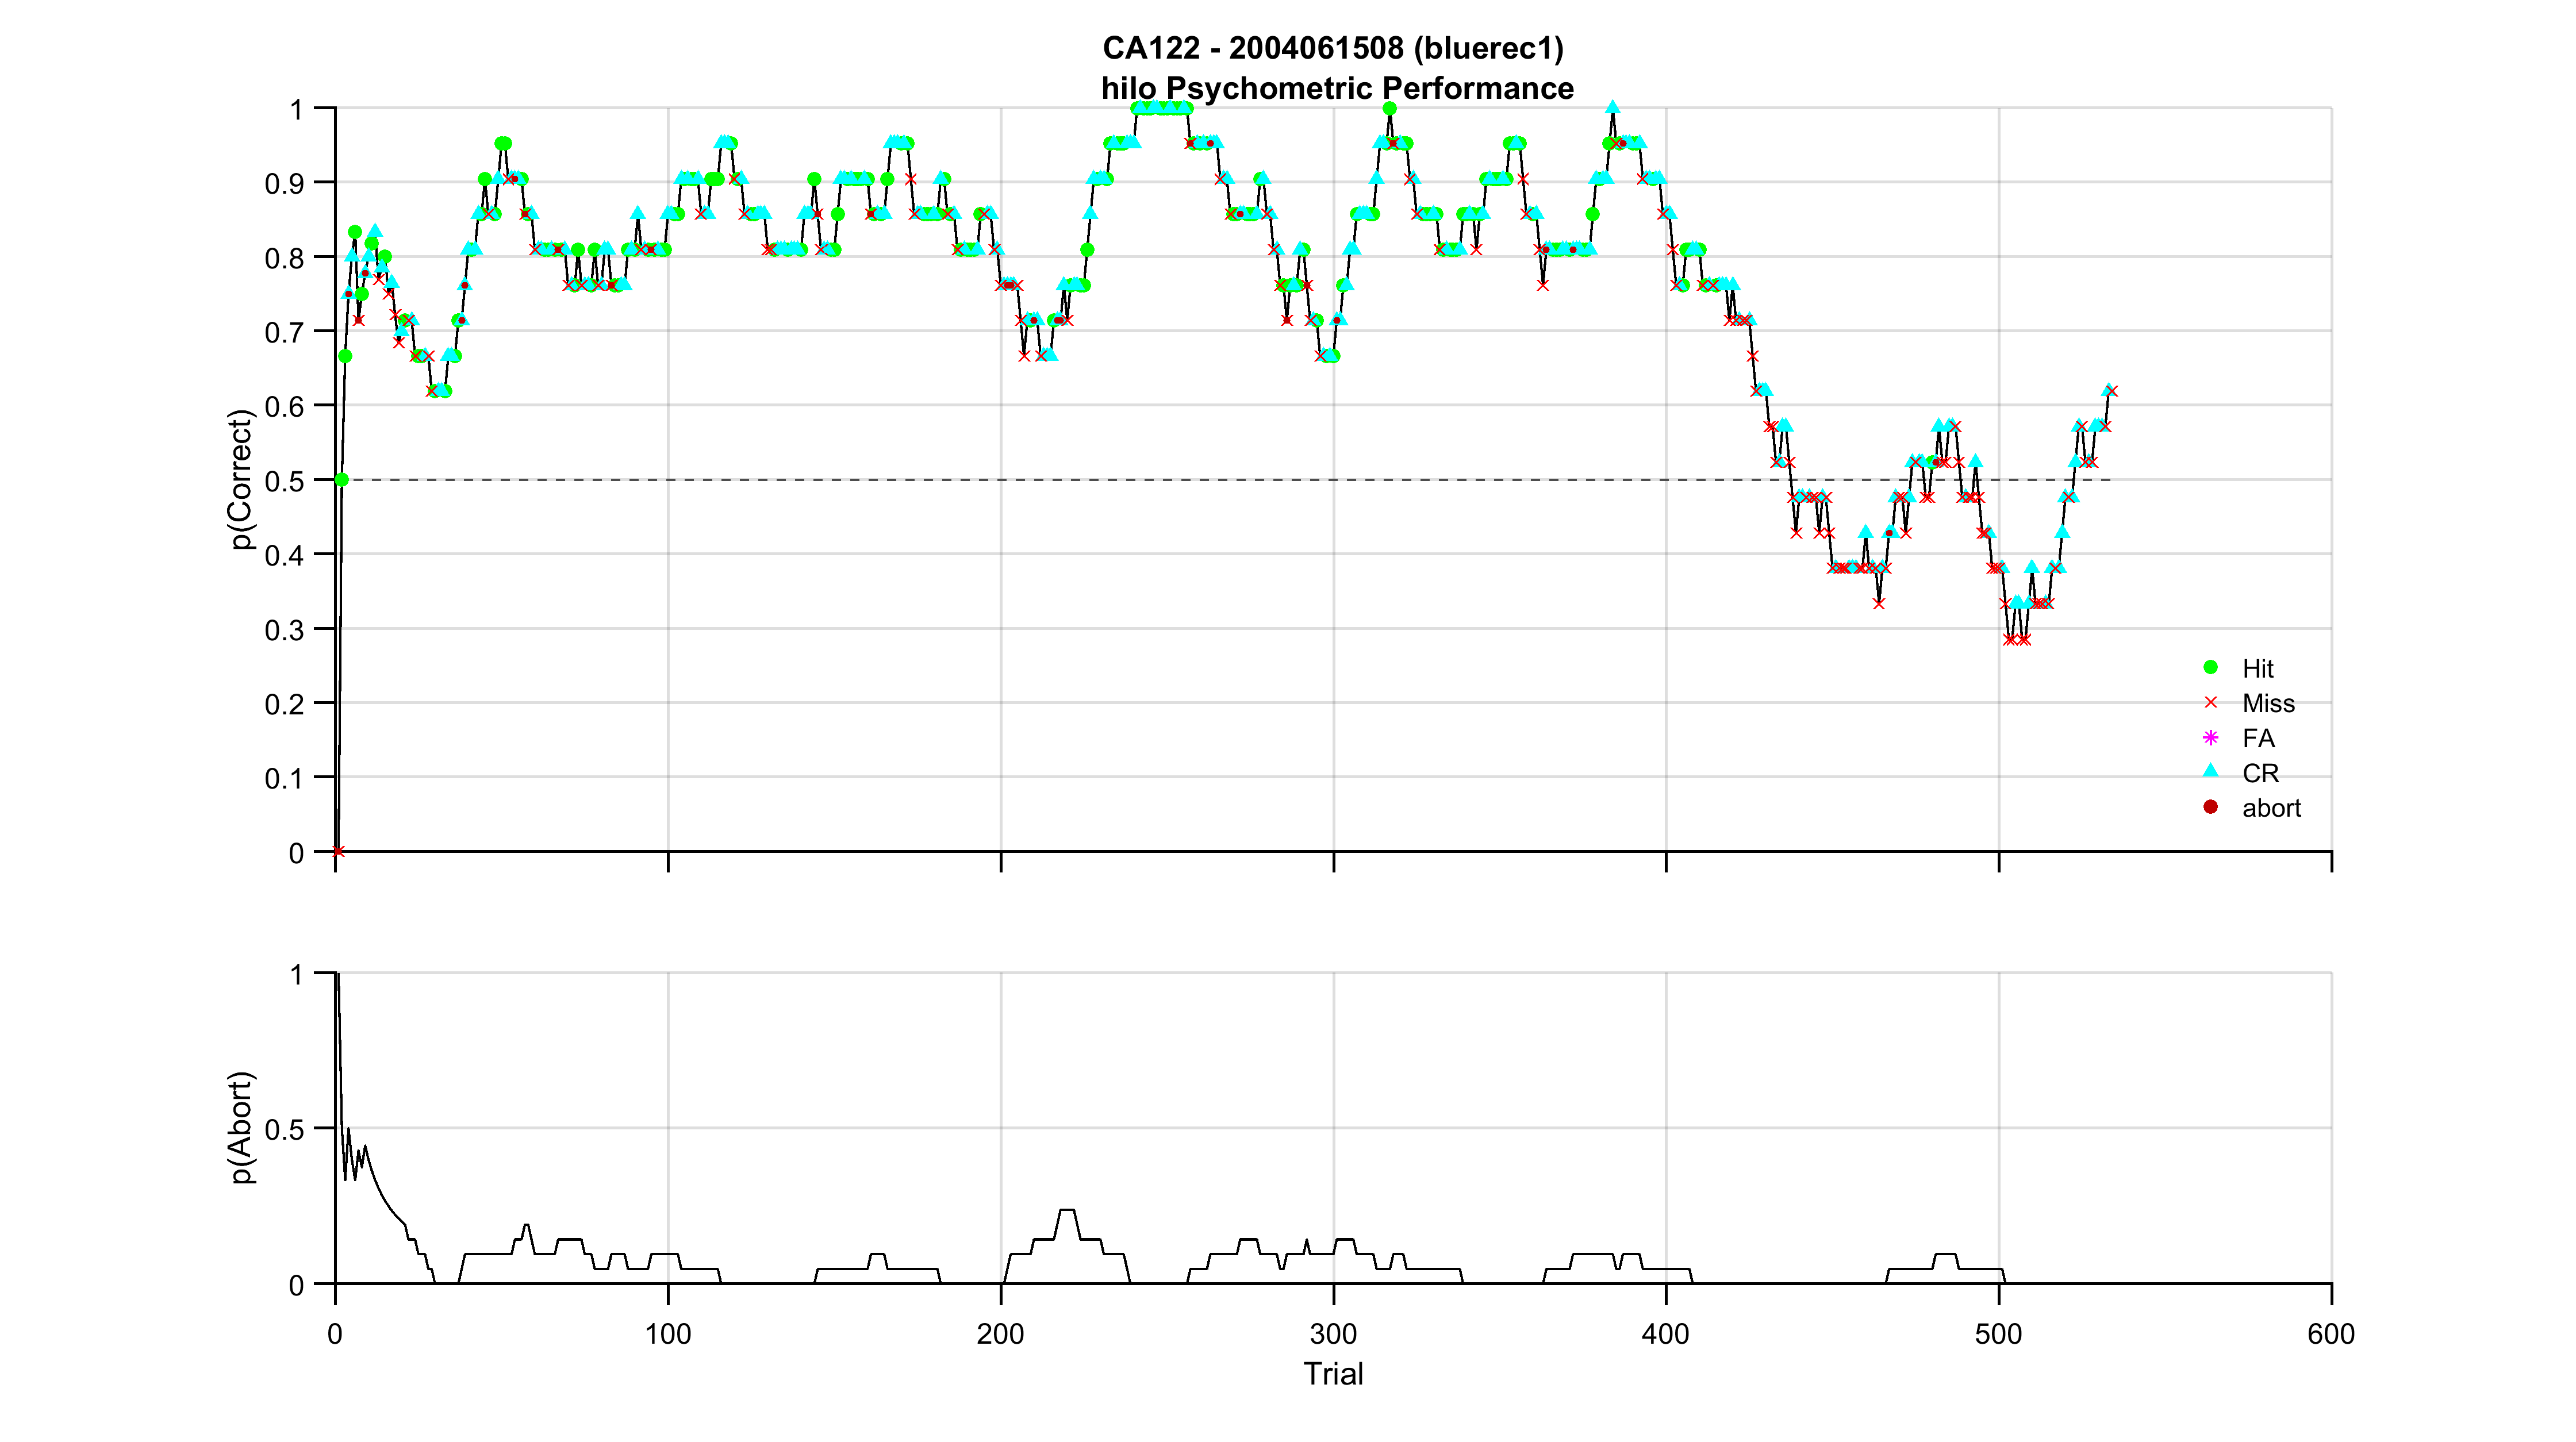 CA122 - 2004061508 (bluerec1)
hilo Psychometric Performance
1
0.9
0.8
0.7
0.6
0.5
0.4
0.3
0.2
0.1
0
p(Correct)
Hit
Miss
FA
CR
abort
1
0.5
0
p(Abort)
0 100 200 300 400 500 600
Trial